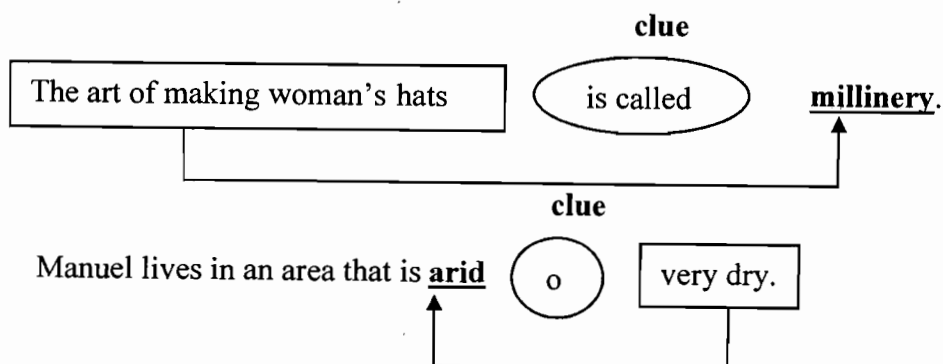 clue
The art of making woman's hats is called millinery.
clue
Manuel lives in an area that is arid o very dry.